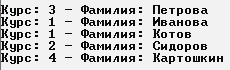 Курс: 3 - Фамилия: Петрова
Курс: 1 - Фамилия: Иванова
Курс: 1 - Фамилия: Котов
Курс: 2 - Фамилия: Сидоров
Курс: 4 - Фамилия: Картошкин